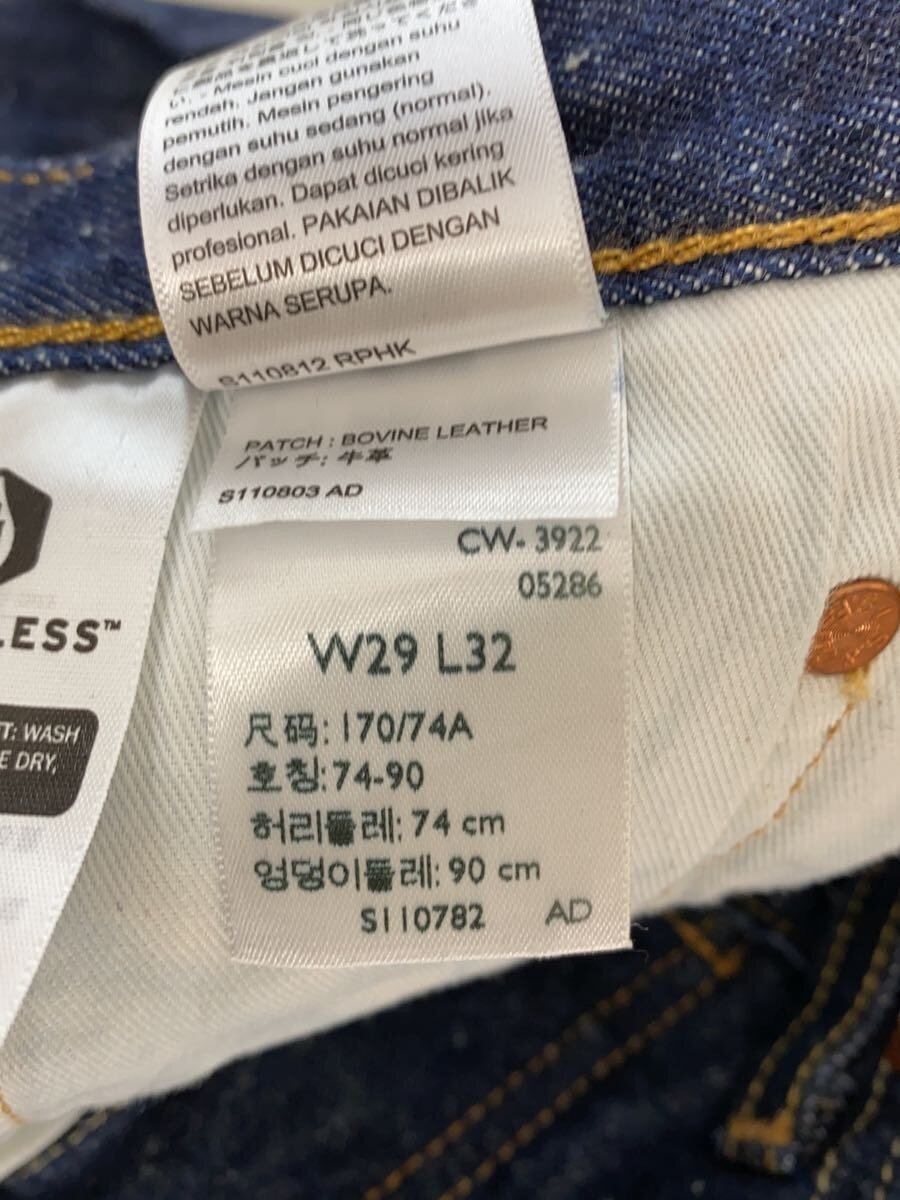 い. - Mesin cuci dengan suhu
rendah. Jangan gunakan
pemutih. Mesin pengering
dengan suhu sedang (normal).
Setrika dengan suhu normal jika
diperlukan. Dapat dicuci kering
profesional. PAKAIAN DIBALIK
SEBELUM DICUCI DENGAN
WARNA SERUPA.
S110812 RPHK
PATCH : BOVINE LEATHER
パッチ: 牛革
S110803 AD
CW- 3922
05286
W29 L32
尺码: 170/74A
호칭: 74-90
허리둘레: 74 cm
엉덩이둘레: 90 cm
S110782 AD
LESS™
T: WASH
E DRY,